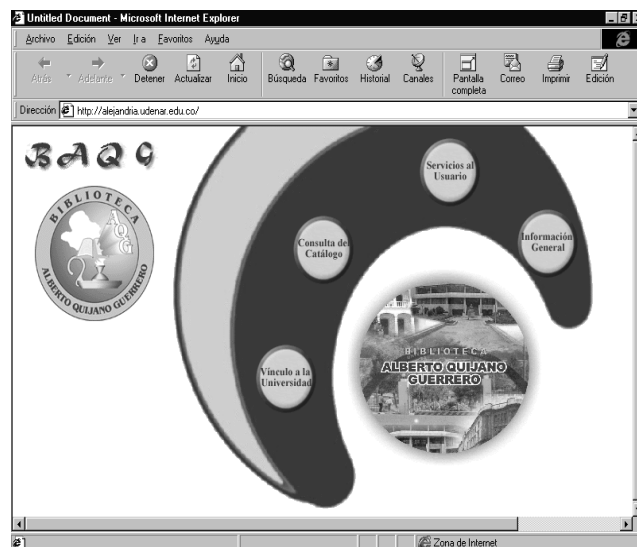 Untitled Document - Microsoft Internet Explorer
Archivo Edición Ver Ir a Favoritos Ayuda
Atrás Adelante Detener Actualizar Inicio Búsqueda Favoritos Historial Canales Pantalla completa Correo Imprimir Edición
Dirección http://alejandria.udenar.edu.co/
BAQG
BIBLIOTECA
AQG
ALBERTO QUIJANO GUERRERO
Servicios al
Usuario
Consulta del
Catálogo
Información
General
Vínculo a la
Universidad
BIBLIOTECA
ALBERTO QUIJANO
GUERRERO
Zona de Internet